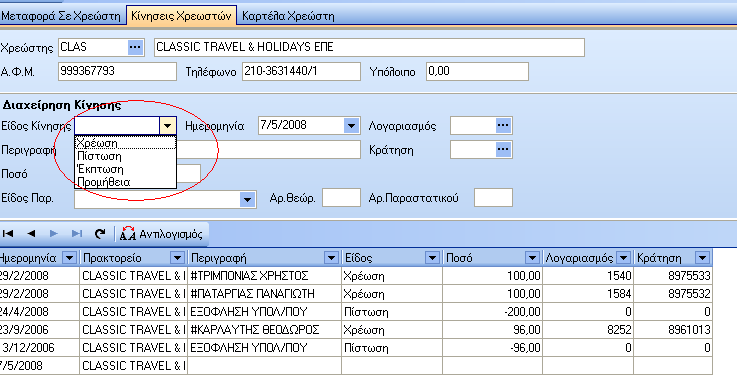 Μεταφορά Σε Χρεώστη Κινήσεις Χρεωστών Καρτέλα Χρεώστη
Χρεώστης CLAS ... CLASSIC TRAVEL & HOLIDAYS ΕΠΕ
Α.Φ.Μ. 999367793 Τηλέφωνο 210-3631440/1 Υπόλοιπο 0,00
Διαχείρηση Κίνησης
Είδος Κίνησης Ημερομηνία 7/5/2008 Λογαριασμός ...
Χρέωση
Περιγραφή Πίστωση Κράτηση ...
Έκπτωση
Ποσό Προμήθεια
Είδος Παρ. Αρ.Θεώρ. Αρ.Παραστατικού
Αντιλογισμός
Ημερομηνία Πρακτορείο Περιγραφή Είδος Ποσό Λογαριασμός Κράτηση
29/2/2008 CLASSIC TRAVEL & #ΤΡΙΜΠΟΝΙΑΣ ΧΡΗΣΤΟΣ Χρέωση 100,00 1540 8975533
29/2/2008 CLASSIC TRAVEL & #ΠΑΤΑΡΓΙΑΣ ΠΑΝΑΓΙΩΤΗ Χρέωση 100,00 1584 8975532
24/4/2008 CLASSIC TRAVEL & ΕΞΟΦΛΗΣΗ ΥΠΟΛ/ΠΟΥ Πίστωση -200,00 0 0
23/9/2006 CLASSIC TRAVEL & #ΚΑΡΛΑΥΤΗΣ ΘΕΟΔΩΡΟΣ Χρέωση 96,00 8252 8961013
13/12/2006 CLASSIC TRAVEL & ΕΞΟΦΛΗΣΗ ΥΠΟΛ/ΠΟΥ Πίστωση -96,00 0 0
7/5/2008 CLASSIC TRAVEL &